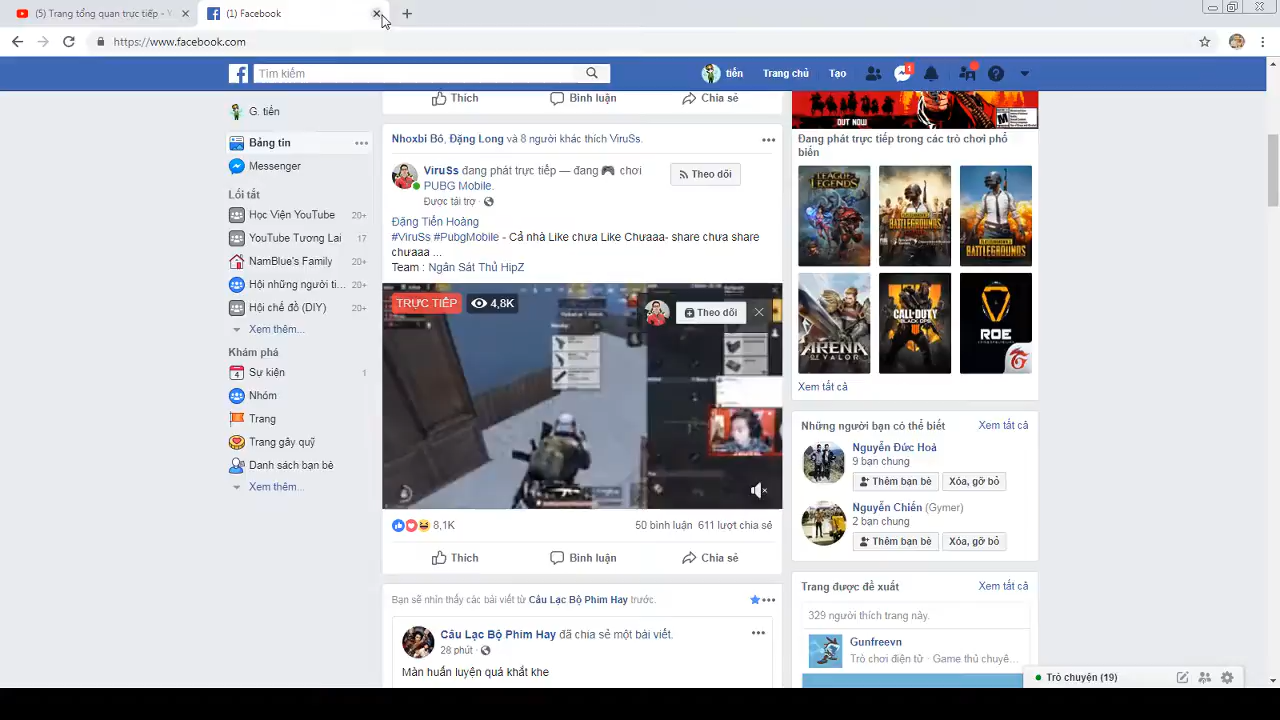 (5) Trang tổng quan trực tiếp - Y
(1) Facebook
https://www.facebook.com
Tìm kiếm
tiến
Trang chủ
Tạo
1
G. tiến
Bảng tin
Messenger
Lối tắt
Học Viện YouTube 20+
YouTube Tương Lai 17
NamBlue's Family 20+
Hội những người ti... 20+
Hội chế đồ (DIY) 20+
Xem thêm...
Khám phá
Sự kiện 1
Nhóm
Trang
Trang gây quỹ
Danh sách bạn bè
Xem thêm...
Thích Bình luận Chia sẻ
Nhoxbi Bó, Đặng Long và 8 người khác thích ViruSs.
ViruSs đang phát trực tiếp — đang 🎮 chơi
PUBG Mobile.
Được tài trợ ·
Theo dõi
Đặng Tiến Hoàng
#ViruSs #PubgMobile - Cả nhà Like chưa Like Chưaaa- share chưa share
chưaaa ...
Team : Ngân Sát Thủ HipZ
TRỰC TIẾP 4,8K
Theo dõi
8,1K
50 bình luận 611 lượt chia sẻ
Thích Bình luận Chia sẻ
Bạn sẽ nhìn thấy các bài viết từ Câu Lạc Bộ Phim Hay trước.
Câu Lạc Bộ Phim Hay đã chia sẻ một bài viết.
28 phút ·
Màn huấn luyện quá khắt khe
OUT NOW
Đang phát trực tiếp trong các trò chơi phổ
biến
LEAGUE
LEGENDS
BATTLEGROUNDS
BATTLEGROUNDS
ARENA
OF VALOR
CALL OF DUTY
BLACK OPS
ROE
Xem tất cả
Những người bạn có thể biết Xem tất cả
Nguyễn Đức Hoà
9 bạn chung
Thêm bạn bè Xóa, gỡ bỏ
Nguyễn Chiến (Gymer)
2 bạn chung
Thêm bạn bè Xóa, gỡ bỏ
Trang được đề xuất Xem tất cả
329 người thích trang này.
Gunfreevn
Trò chơi điện tử · Game thủ chuyê...
Trò chuyện (19)